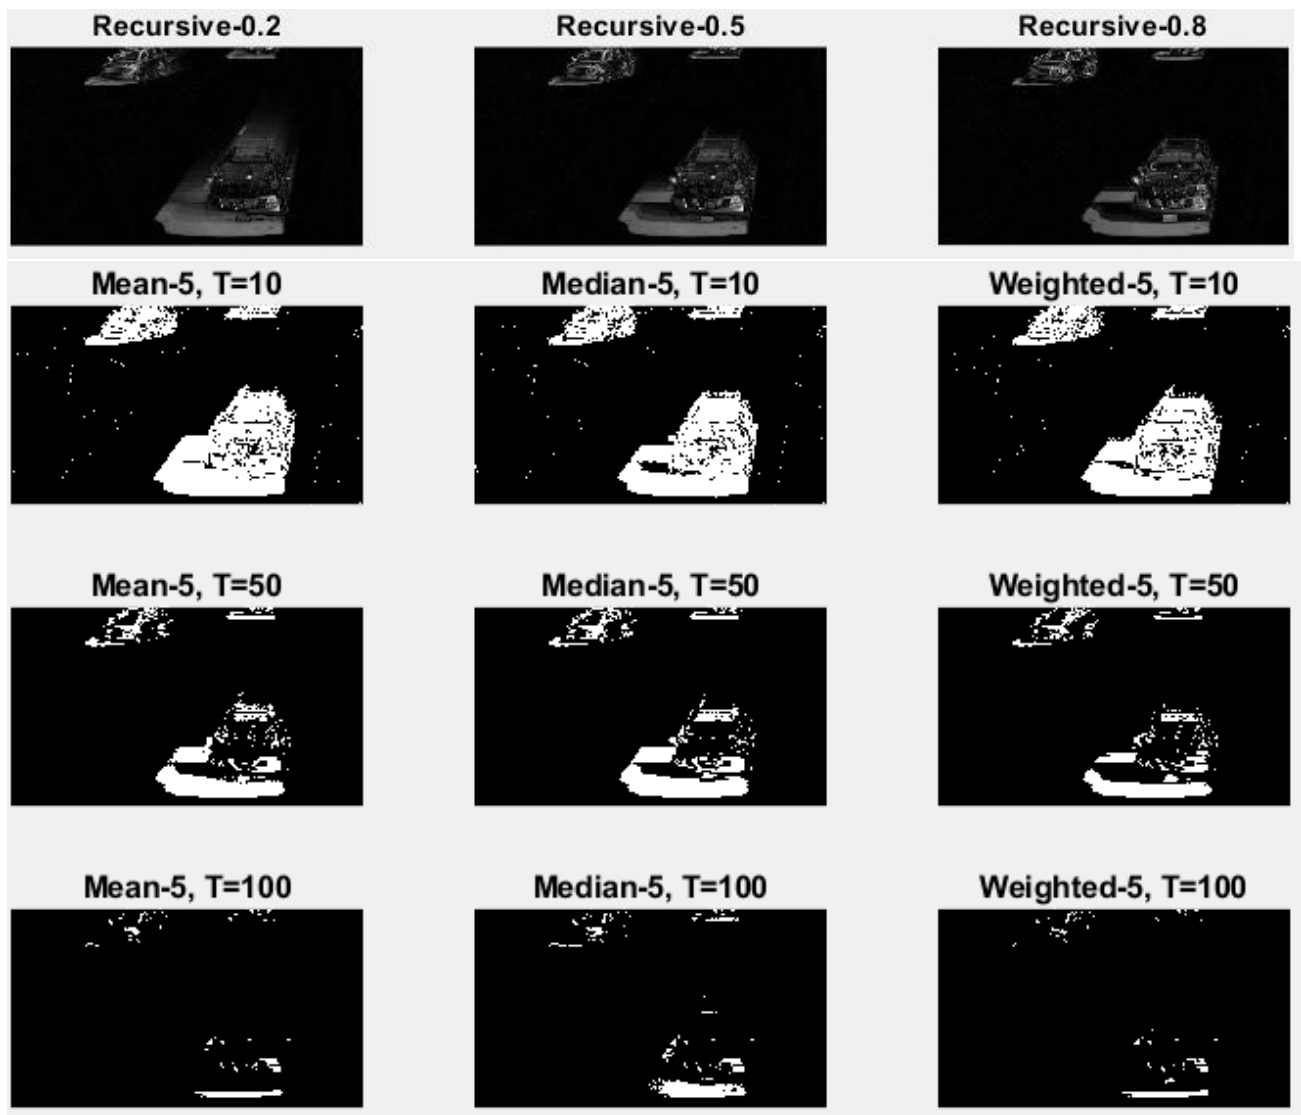 Recursive-0.2 Recursive-0.5 Recursive-0.8
Mean-5, T=10 Median-5, T=10 Weighted-5, T=10
Mean-5, T=50 Median-5, T=50 Weighted-5, T=50
Mean-5, T=100 Median-5, T=100 Weighted-5, T=100